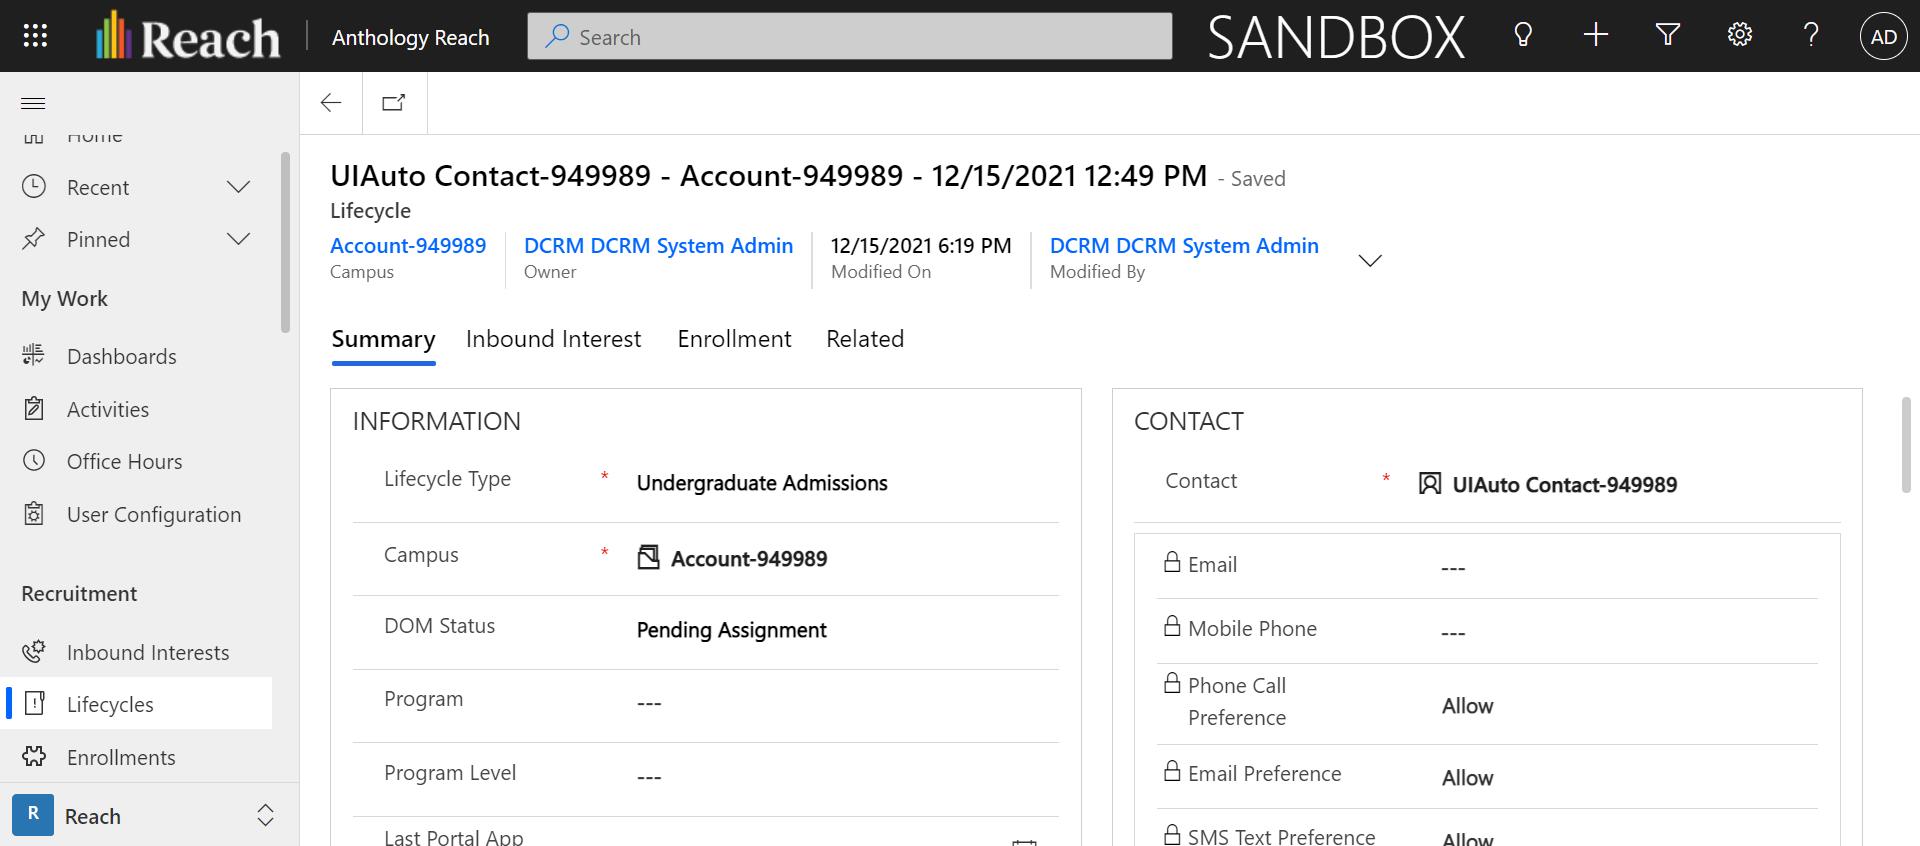 Reach
Anthology Reach
Search
SANDBOX
AD
Home
Recent
Pinned
My Work
Dashboards
Activities
Office Hours
User Configuration
Recruitment
Inbound Interests
Lifecycles
Enrollments
R
Reach
UIAuto Contact-949989 - Account-949989 - 12/15/2021 12:49 PM - Saved
Lifecycle
Account-949989
Campus
DCRM DCRM System Admin
Owner
12/15/2021 6:19 PM
Modified On
DCRM DCRM System Admin
Modified By
Summary
Inbound Interest
Enrollment
Related
INFORMATION
Lifecycle Type * Undergraduate Admissions
Campus * Account-949989
DOM Status Pending Assignment
Program ---
Program Level ---
Last Portal App
CONTACT
Contact * UIAuto Contact-949989
Email ---
Mobile Phone ---
Phone Call
Preference
Allow
Email Preference Allow
SMS Text Preference Allow